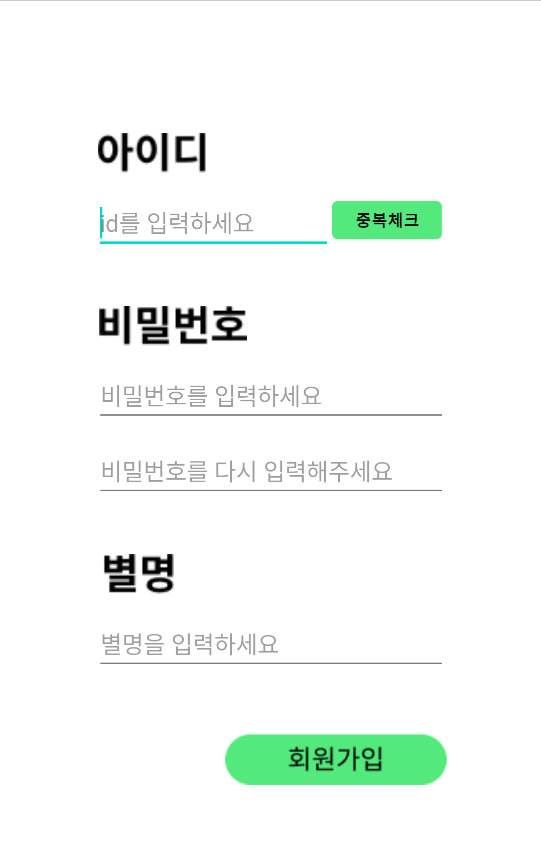 아이디
id를 입력하세요
중복체크
비밀번호
비밀번호를 입력하세요
비밀번호를 다시 입력해주세요
별명
별명을 입력하세요
회원가입